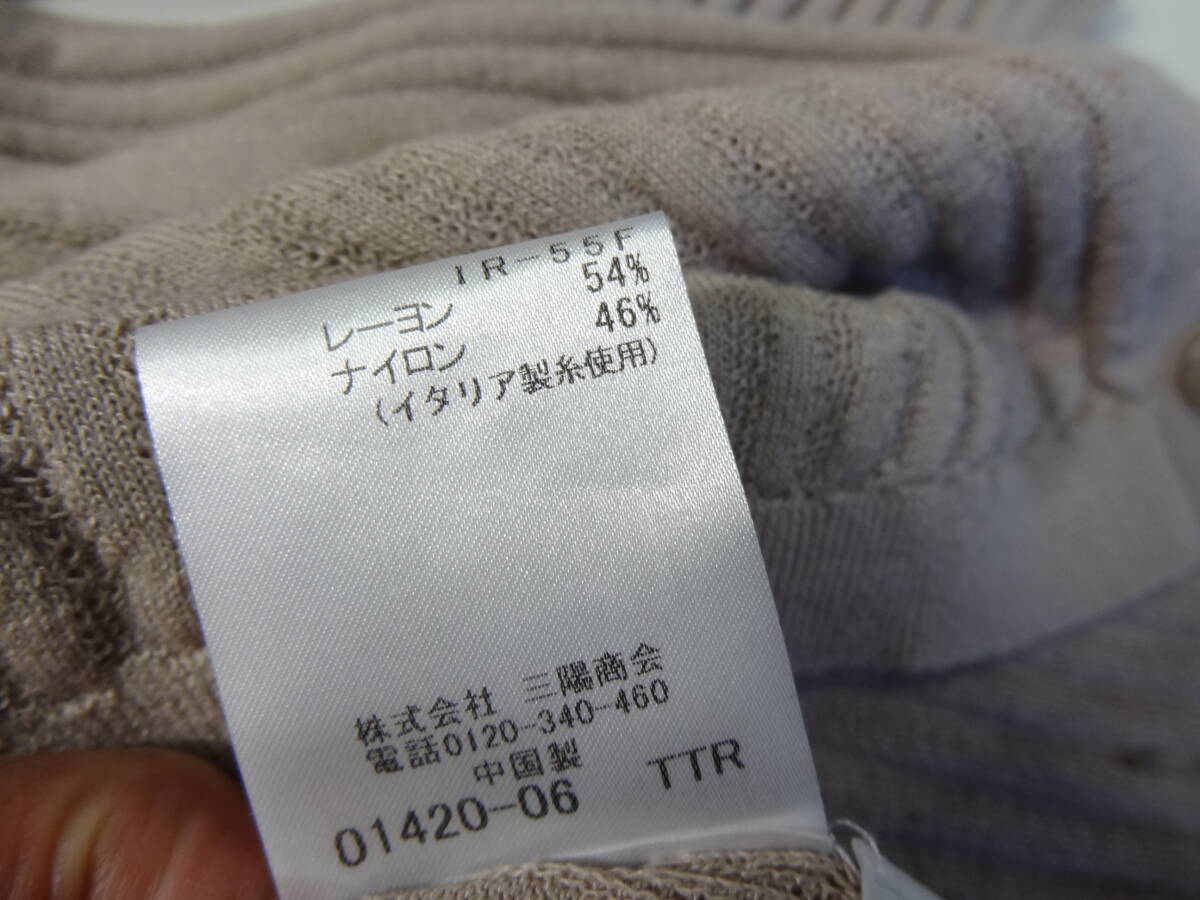 IR-55F
レーヨン 54%
ナイロン 46%
(イタリア製糸使用)
株式会社 三陽商会
電話0120-340-460
中国製
01420-06 TTR